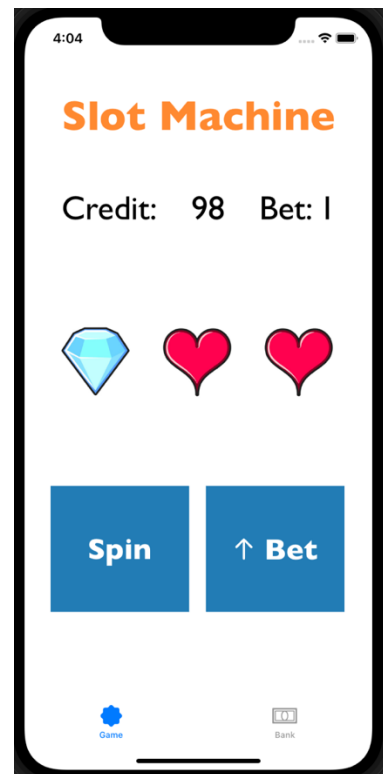 4:04
Slot Machine
Credit: 98 Bet: 1
Spin ↑ Bet
Game Bank